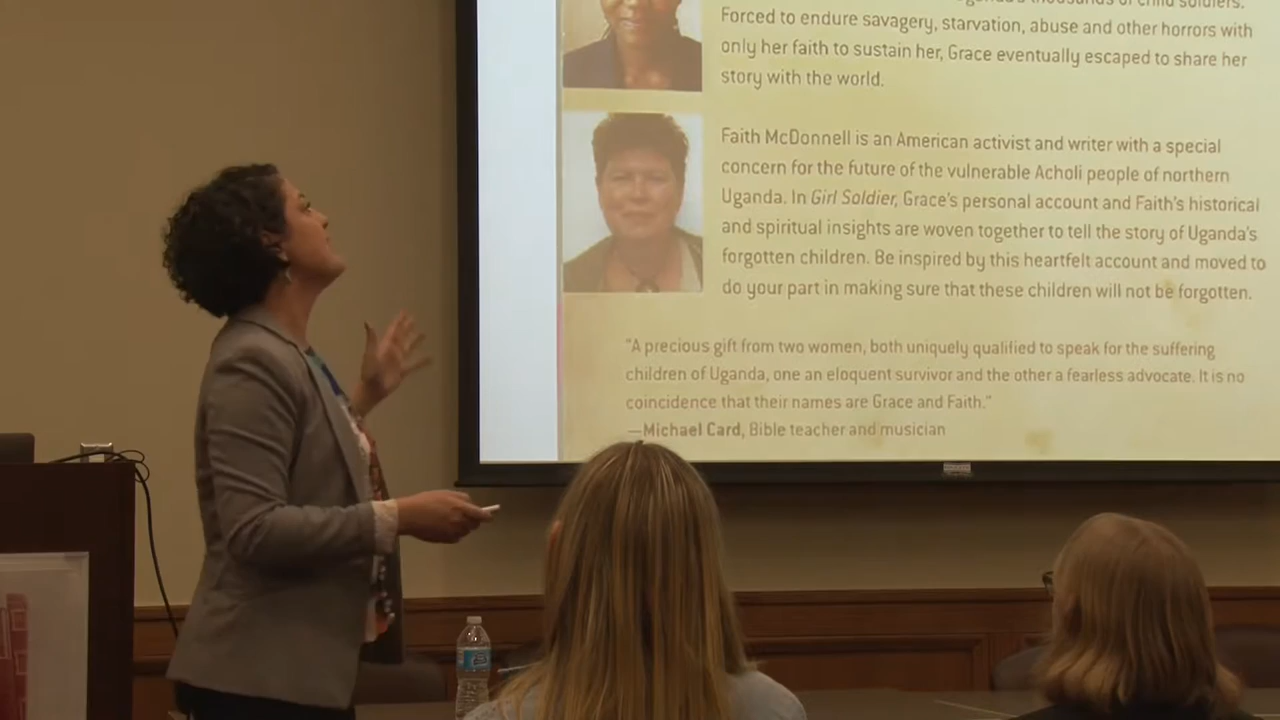 child soldiers.
Forced to endure savagery, starvation, abuse and other horrors with
only her faith to sustain her, Grace eventually escaped to share her
story with the world.
Faith McDonnell is an American activist and writer with a special
concern for the future of the vulnerable Acholi people of northern
Uganda. In Girl Soldier, Grace's personal account and Faith's historical
and spiritual insights are woven together to tell the story of Uganda's
forgotten children. Be inspired by this heartfelt account and moved to
do your part in making sure that these children will not be forgotten.
"A precious gift from two women, both uniquely qualified to speak for the suffering
children of Uganda, one an eloquent survivor and the other a fearless advocate. It is no
coincidence that their names are Grace and Faith."
—Michael Card, Bible teacher and musician